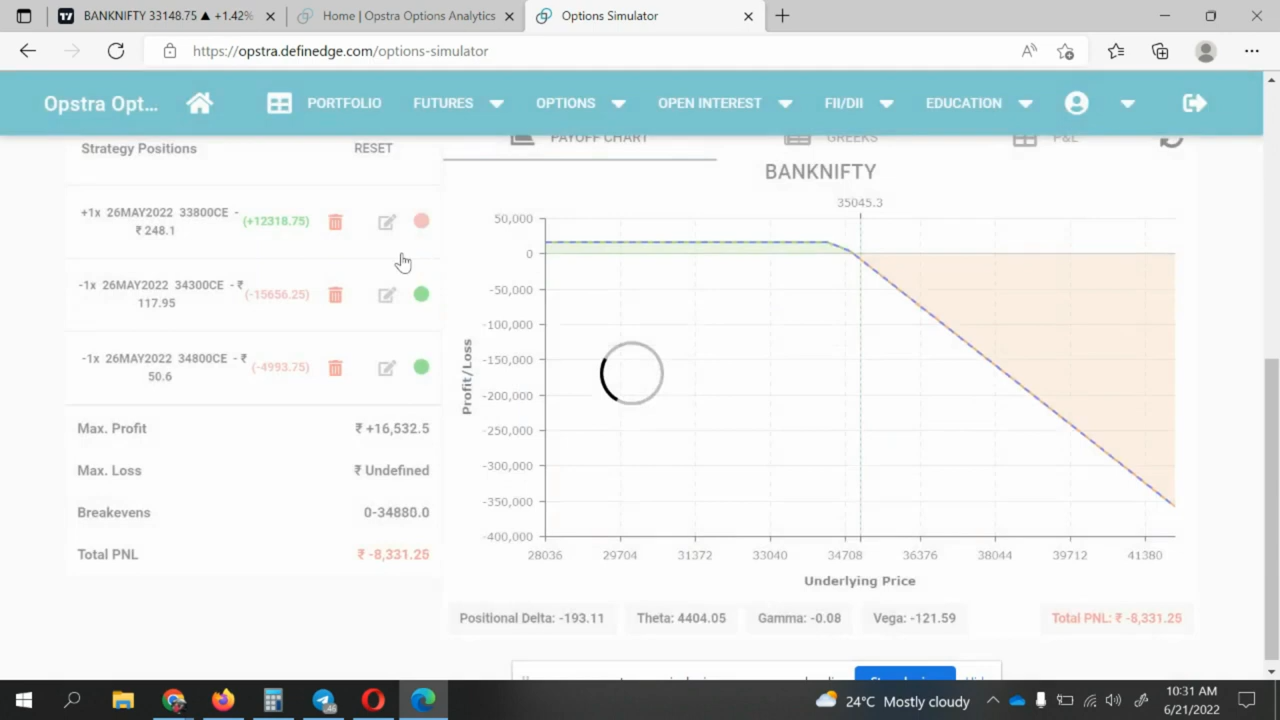 BANKNIFTY 33148.75 ▲ +1.42%
Home | Opstra Options Analytics
Options Simulator
https://opstra.definedge.com/options-simulator
Opstra Opt...
PORTFOLIO
FUTURES
OPTIONS
OPEN INTEREST
FII/DII
EDUCATION
Strategy Positions
RESET
PAYOFF CHART
GREEKS
P&L
BANKNIFTY
35045.3
+1x 26MAY2022 33800CE -
₹ 248.1
(+12318.75)
-1x 26MAY2022 34300CE - ₹
117.95
(-15656.25)
-1x 26MAY2022 34800CE - ₹
50.6
(-4993.75)
Max. Profit
₹ +16,532.5
Max. Loss
₹ Undefined
Breakevens
0-34880.0
Total PNL
₹ -8,331.25
50,000
0
-50,000
-100,000
-150,000
-200,000
-250,000
-300,000
-350,000
-400,000
Profit/Loss
28036
29704
31372
33040
34708
36376
38044
39712
41380
Underlying Price
Positional Delta: -193.11
Theta: 4404.05
Gamma: -0.08
Vega: -121.59
Total PNL: ₹ -8,331.25
24°C Mostly cloudy
10:31 AM
6/21/2022